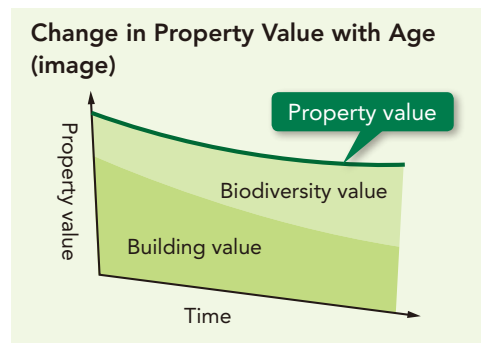 Change in Property Value with Age
(image)
Property value
Property value
Biodiversity value
Building value
Time